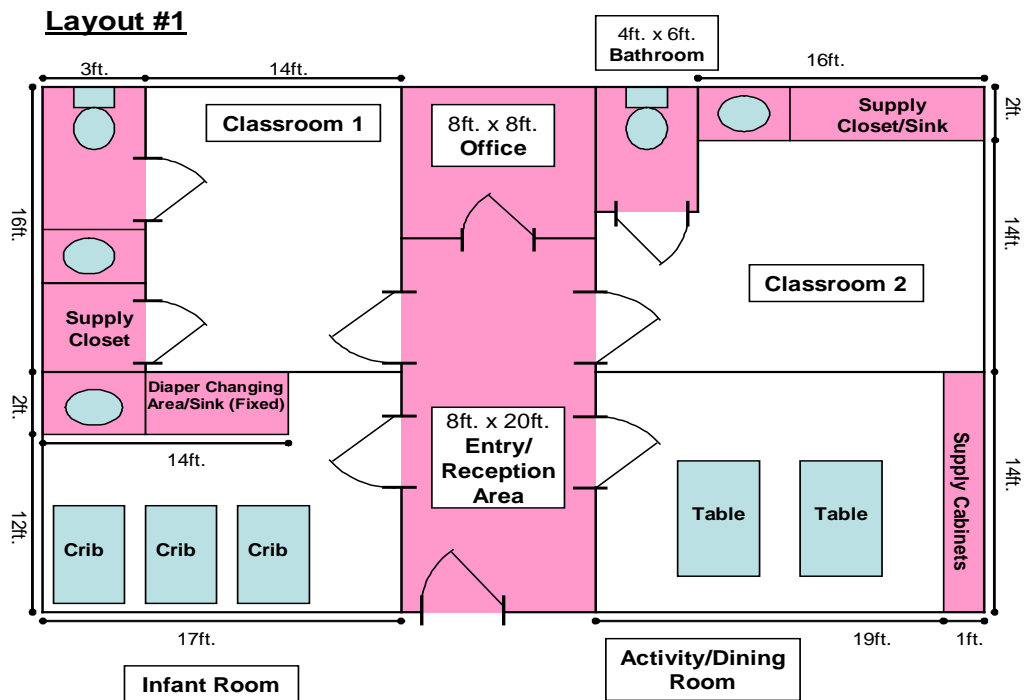 Layout #1
3ft.
14ft.
4ft. x 6ft.
Bathroom
16ft.
Classroom 1
8ft. x 8ft.
Office
Supply
Closet/Sink
2ft.
16ft.
14ft.
Classroom 2
Supply
Closet
2ft.
Diaper Changing
Area/Sink (Fixed)
14ft.
8ft. x 20ft.
Entry/
Reception
Area
Supply Cabinets
14ft.
12ft.
Crib
Crib
Crib
Table
Table
17ft.
19ft.
1ft.
Infant Room
Activity/Dining
Room